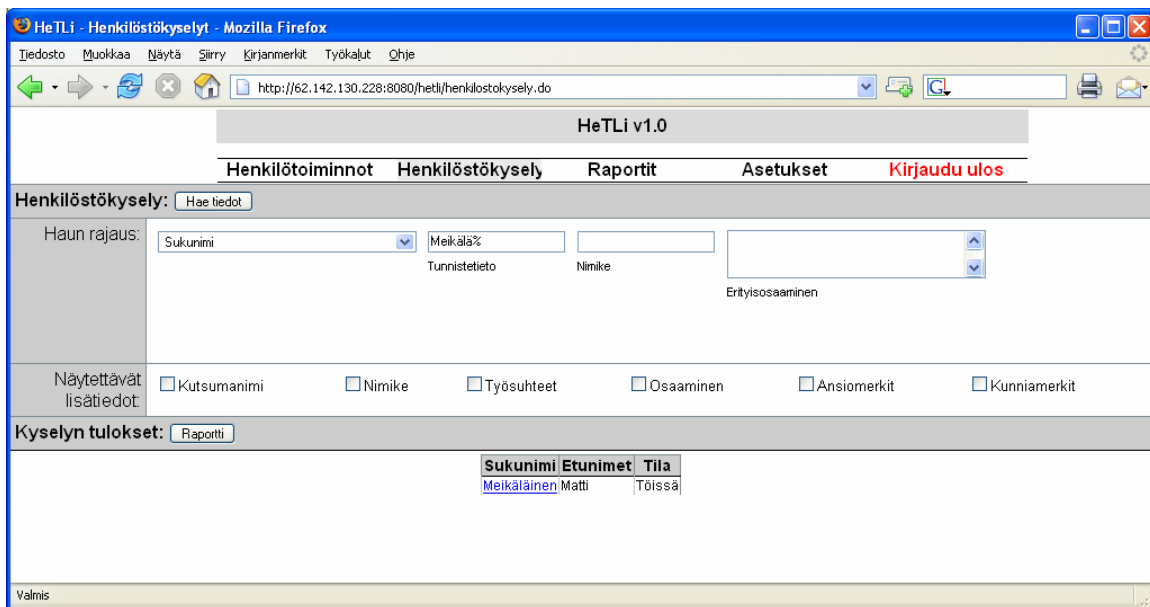 HeTLi - Henkilöstökyselyt - Mozilla Firefox
Tiedosto Muokkaa Näytä Siirry Kirjanmerkit Työkalut Ohje
http://62.142.130.228:8080/hetli/henkilostokysely.do G
HeTLi v1.0
Henkilötoiminnot Henkilöstökysely Raportit Asetukset Kirjaudu ulos
Henkilöstökysely: Hae tiedot
Haun rajaus: Sukunimi Meikälä%
Tunnistetieto Nimike
Erityisosaaminen
Näytettävät Kutsumanimi Nimike Työsuhteet Osaaminen Ansiomerkit Kunniamerkit
lisätiedot:
Kyselyn tulokset: Raportti
Sukunimi Etunimet Tila
Meikäläinen Matti Töissä
Valmis